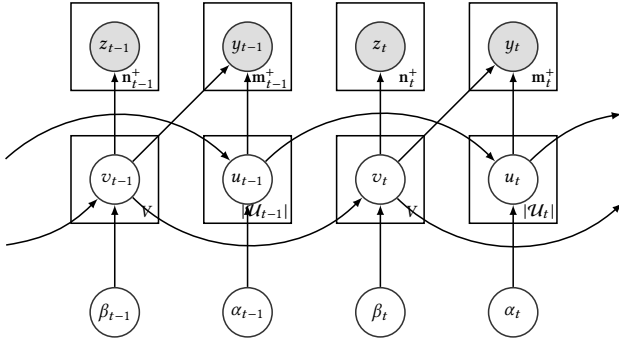 z_{t−1} y_{t−1} z_t y_t
n^+_{t−1} m^+_{t−1} n^+_t m^+_t
v_{t−1} u_{t−1} v_t u_t
V |𝒰_{t−1}| V |𝒰_t|
β_{t−1} α_{t−1} β_t α_t